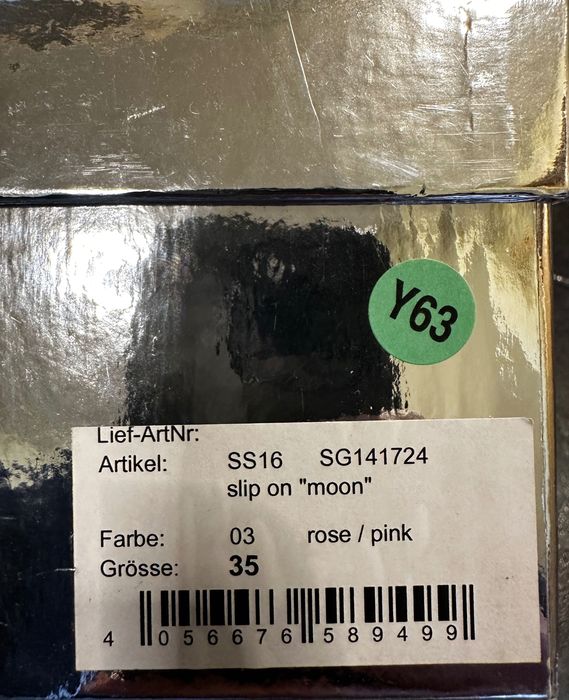 Y63
Lief-ArtNr:
Artikel: SS16 SG141724
slip on "moon"
Farbe: 03 rose / pink
Grösse: 35
4 056676 589499